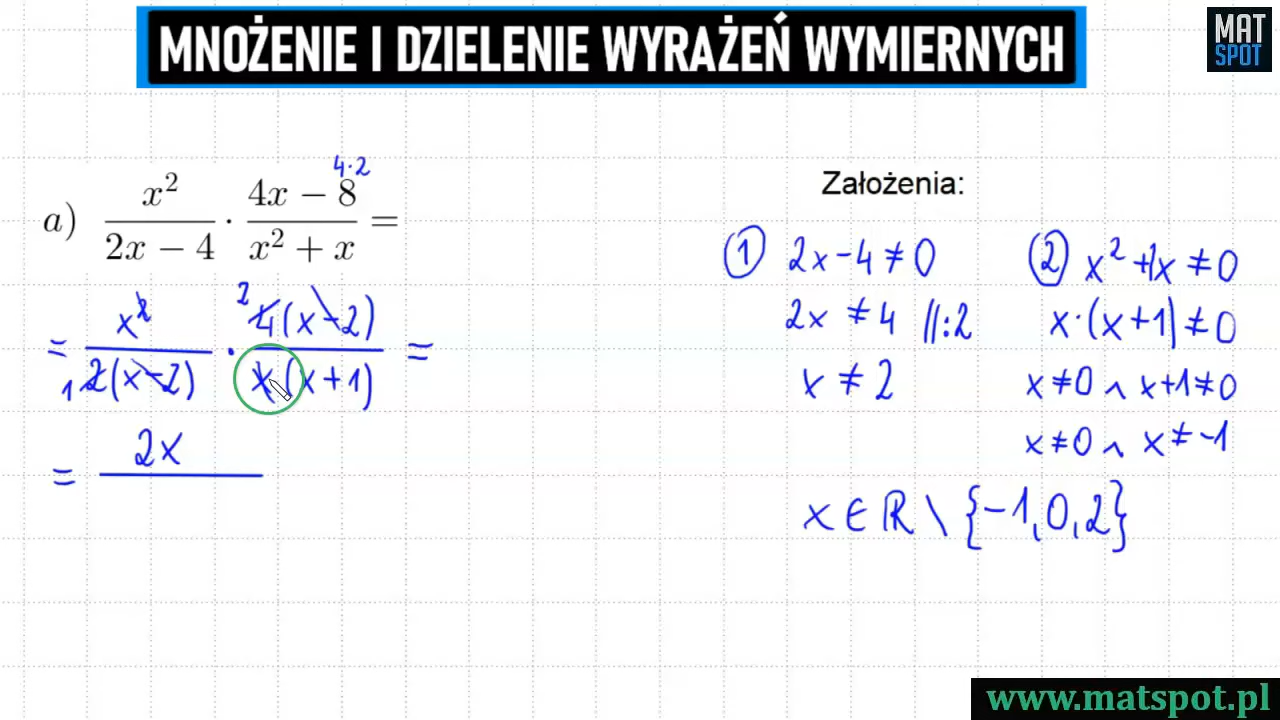 MNOŻENIE I DZIELENIE WYRAŻEŃ WYMIERNYCH
MAT
SPOT
4·2
a) x²/(2x − 4) · (4x − 8)/(x² + x) =
= x²/(2(x−2)) · 4(x−2)/(x(x+1)) =
1 2
= 2x
Założenia:
① 2x−4≠0
2x ≠ 4 //:2
x ≠ 2
② x²+1x ≠ 0
x·(x+1) ≠ 0
x≠0 ∧ x+1≠0
x≠0 ∧ x≠−1
x ∈ ℝ \ {−1, 0, 2}
www.matspot.pl